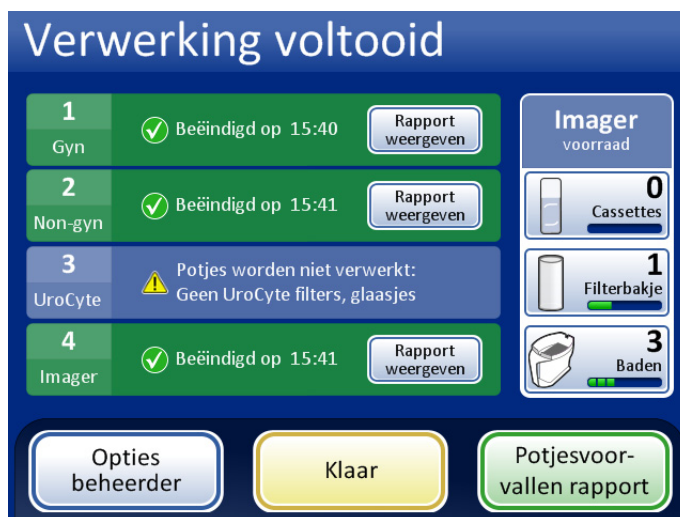 Verwerking voltooid
1
Gyn
Beëindigd op 15:40
Rapport
weergeven
2
Non-gyn
Beëindigd op 15:41
Rapport
weergeven
3
UroCyte
Potjes worden niet verwerkt:
Geen UroCyte filters, glaasjes
4
Imager
Beëindigd op 15:41
Rapport
weergeven
Imager
voorraad
0
Cassettes
1
Filterbakje
3
Baden
Opties
beheerder
Klaar
Potjesvoor-
vallen rapport